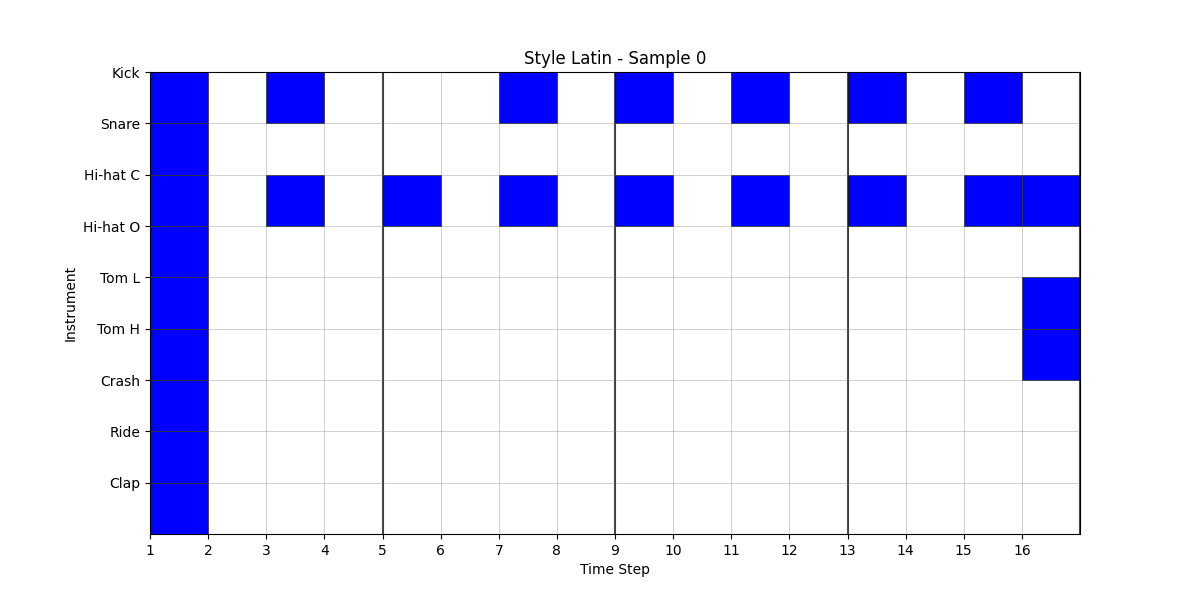 Style Latin - Sample 0
Kick
Snare
Hi-hat C
Hi-hat O
Tom L
Tom H
Crash
Ride
Clap
Instrument
1 2 3 4 5 6 7 8 9 10 11 12 13 14 15 16
Time Step